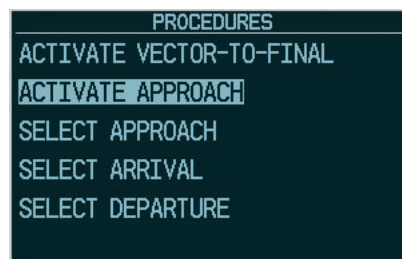 PROCEDURES
ACTIVATE VECTOR-TO-FINAL
ACTIVATE APPROACH
SELECT APPROACH
SELECT ARRIVAL
SELECT DEPARTURE